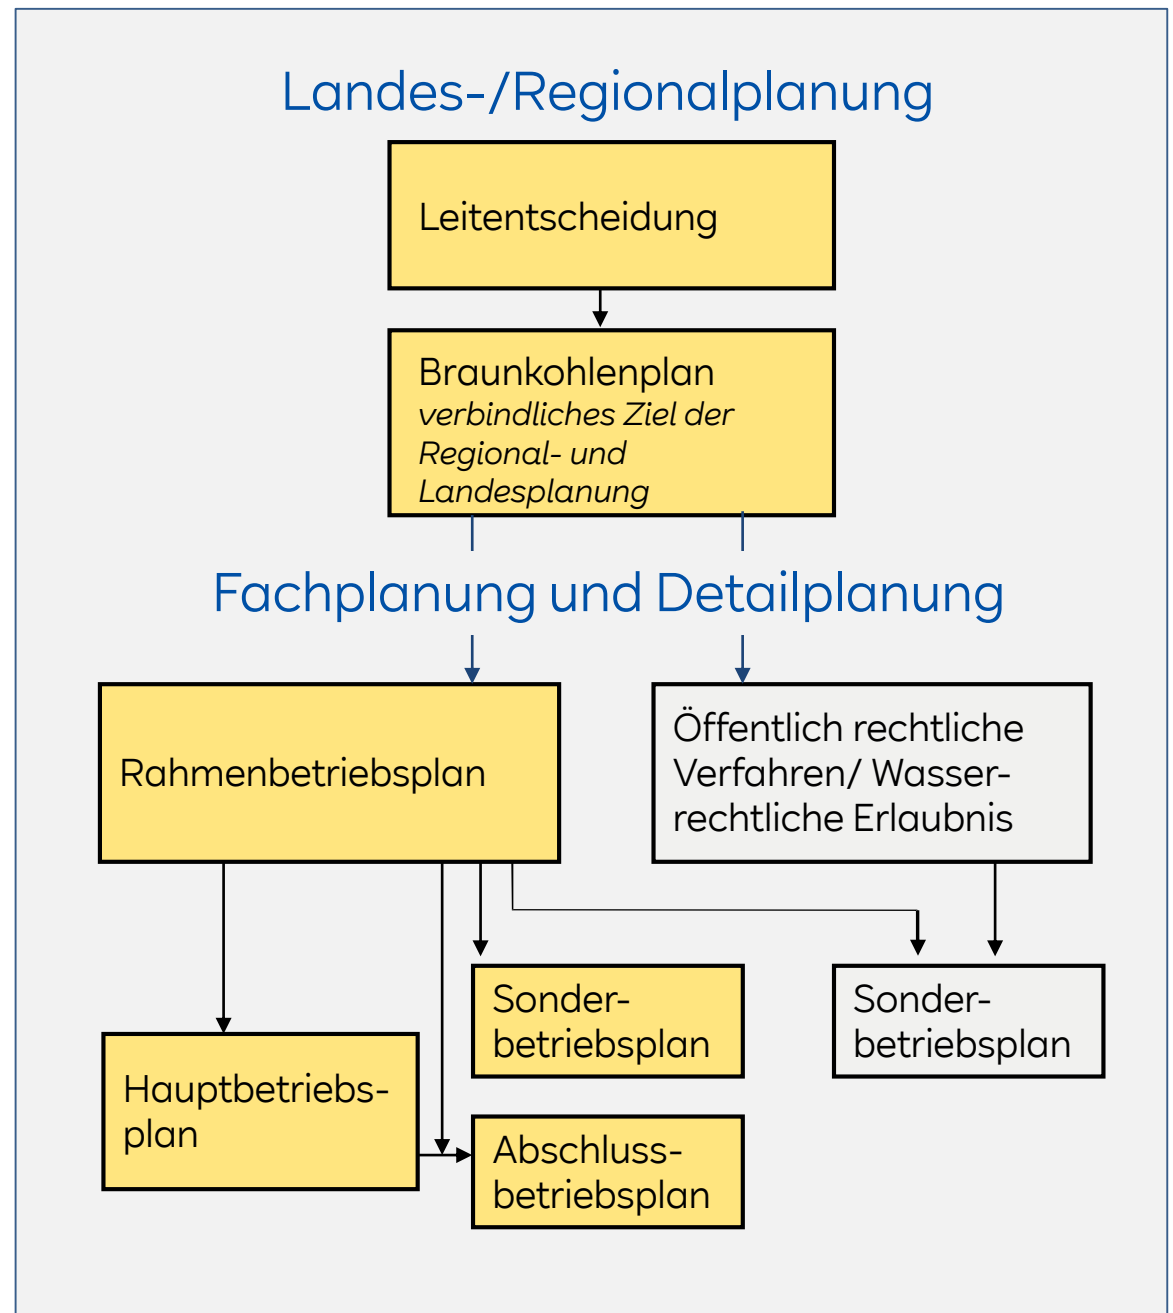 Landes-/Regionalplanung
Leitentscheidung
Braunkohlenplan
verbindliches Ziel der
Regional- und
Landesplanung
Fachplanung und Detailplanung
Rahmenbetriebsplan
Öffentlich rechtliche
Verfahren/ Wasser-
rechtliche Erlaubnis
Sonder-
betriebsplan
Sonder-
betriebsplan
Hauptbetriebs-
plan
Abschluss-
betriebsplan